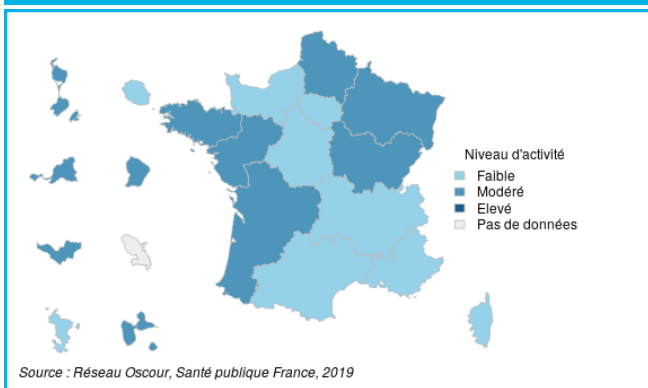 Niveau d'activité
Faible
Modéré
Elevé
Pas de données
Source : Réseau Oscour, Santé publique France, 2019